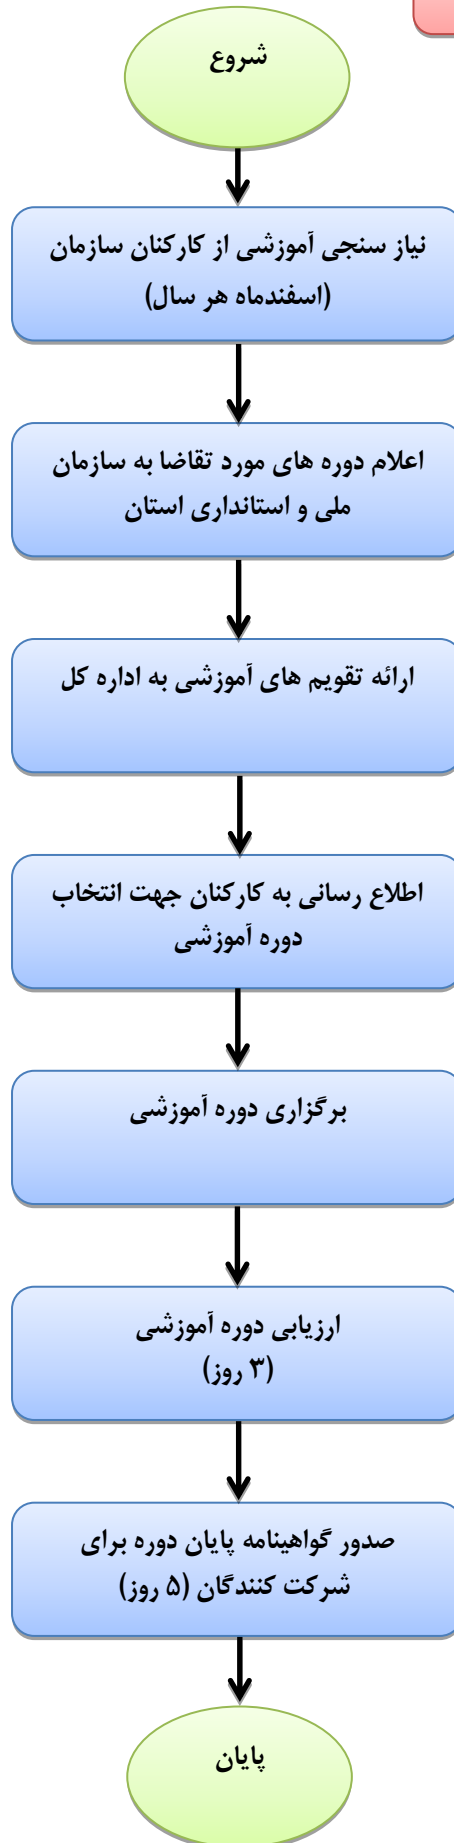 شروع
نیاز سنجی آموزشی از کارکنان سازمان
(اسفندماه هر سال)
اعلام دوره های مورد تقاضا به سازمان
ملی و استانداری استان
ارائه تقویم های آموزشی به اداره کل
اطلاع رسانی به کارکنان جهت انتخاب
دوره آموزشی
برگزاری دوره آموزشی
ارزیابی دوره آموزشی
(۳ روز)
صدور گواهینامه پایان دوره برای
شرکت کنندگان (۵ روز)
پایان